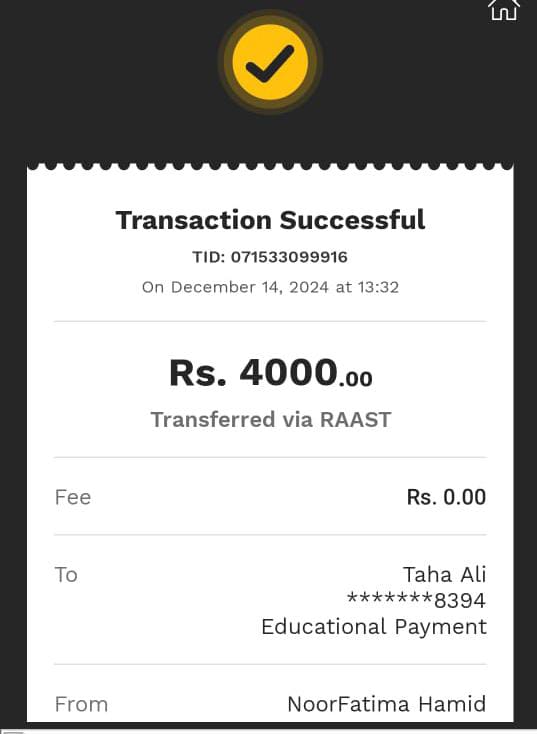 Transaction Successful
TID: 071533099916
On December 14, 2024 at 13:32
Rs. 4000.00
Transferred via RAAST
Fee Rs. 0.00
To Taha Ali
*******8394
Educational Payment
From NoorFatima Hamid